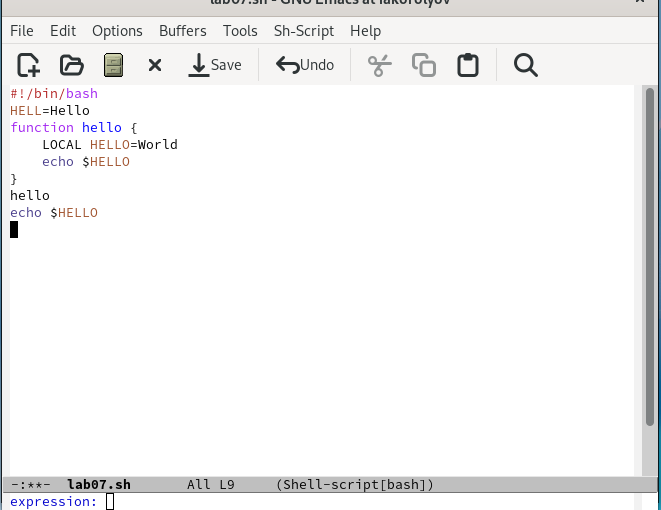 lab07.sh - GNU Emacs at iakorolyov
File Edit Options Buffers Tools Sh-Script Help
Save Undo
#!/bin/bash
HELL=Hello
function hello {
    LOCAL HELLO=World
    echo $HELLO
}
hello
echo $HELLO
-:**-  lab07.sh       All L9     (Shell-script[bash])
expression: